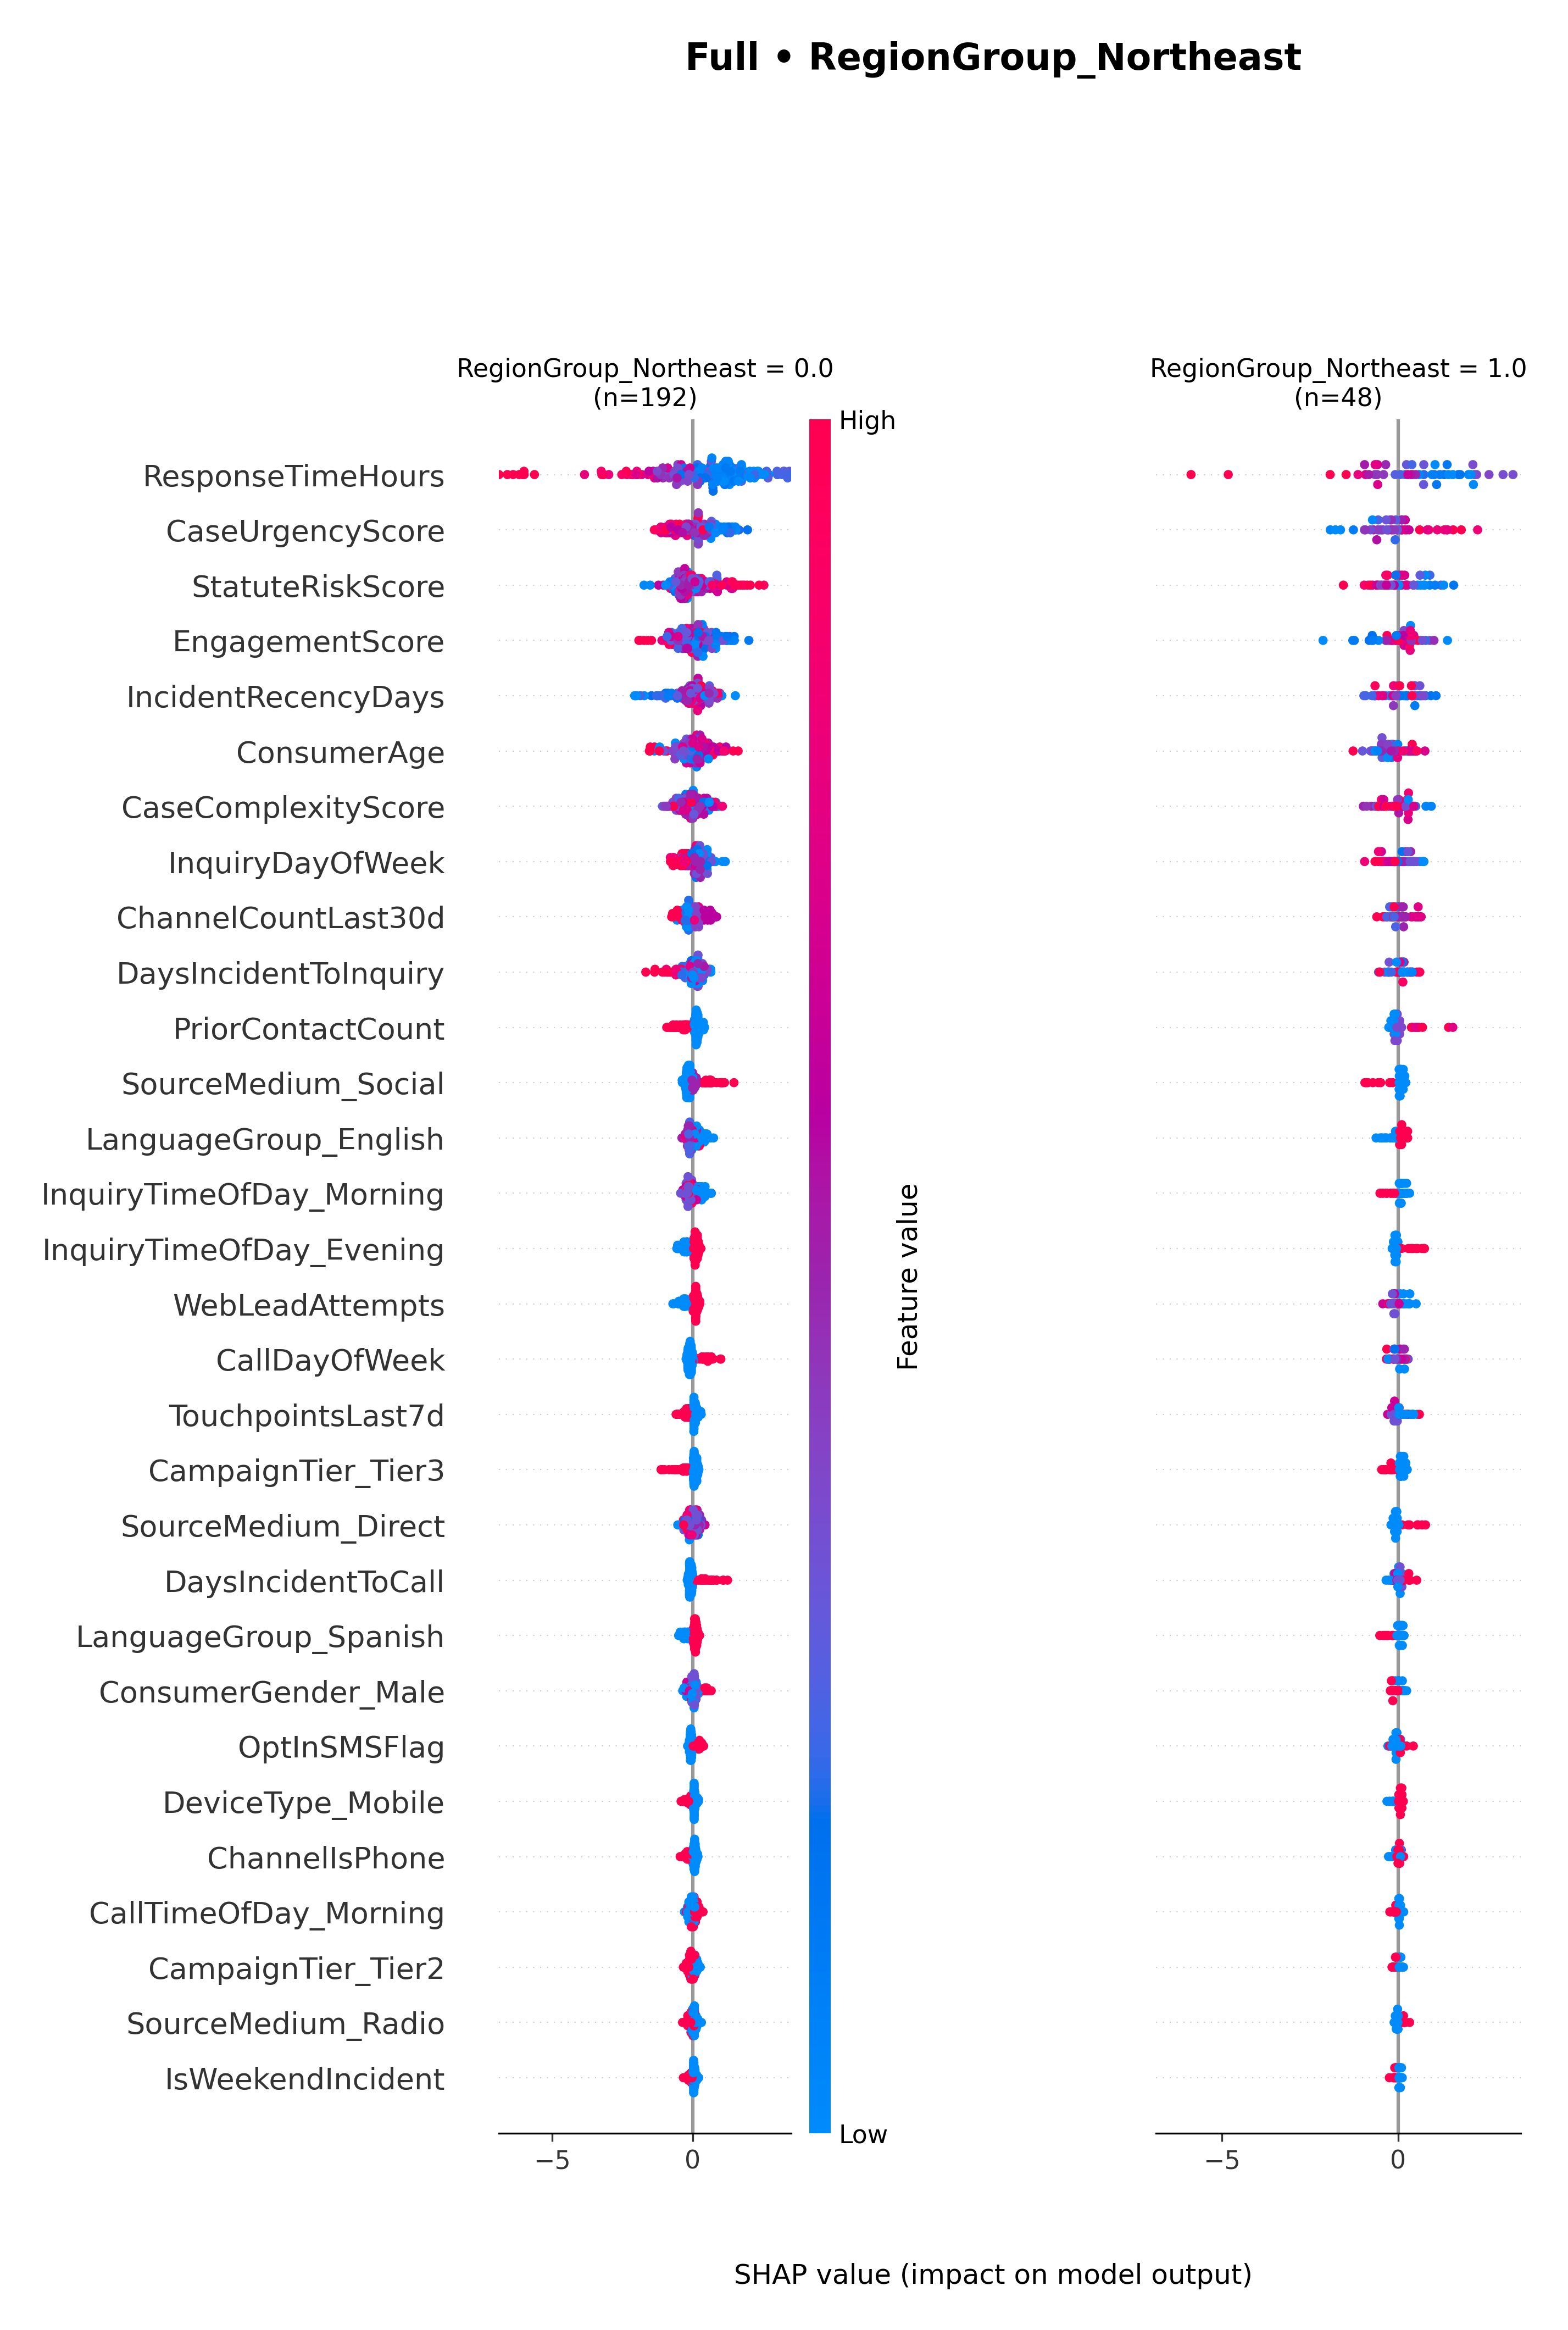 Full • RegionGroup_Northeast
RegionGroup_Northeast = 0.0
(n=192)
RegionGroup_Northeast = 1.0
(n=48)
High
ResponseTimeHours
CaseUrgencyScore
StatuteRiskScore
EngagementScore
IncidentRecencyDays
ConsumerAge
CaseComplexityScore
InquiryDayOfWeek
ChannelCountLast30d
DaysIncidentToInquiry
PriorContactCount
SourceMedium_Social
LanguageGroup_English
InquiryTimeOfDay_Morning
InquiryTimeOfDay_Evening
WebLeadAttempts
CallDayOfWeek
TouchpointsLast7d
CampaignTier_Tier3
SourceMedium_Direct
DaysIncidentToCall
LanguageGroup_Spanish
ConsumerGender_Male
OptInSMSFlag
DeviceType_Mobile
ChannelIsPhone
CallTimeOfDay_Morning
CampaignTier_Tier2
SourceMedium_Radio
IsWeekendIncident
Feature value
Low
−5 0
−5 0
SHAP value (impact on model output)